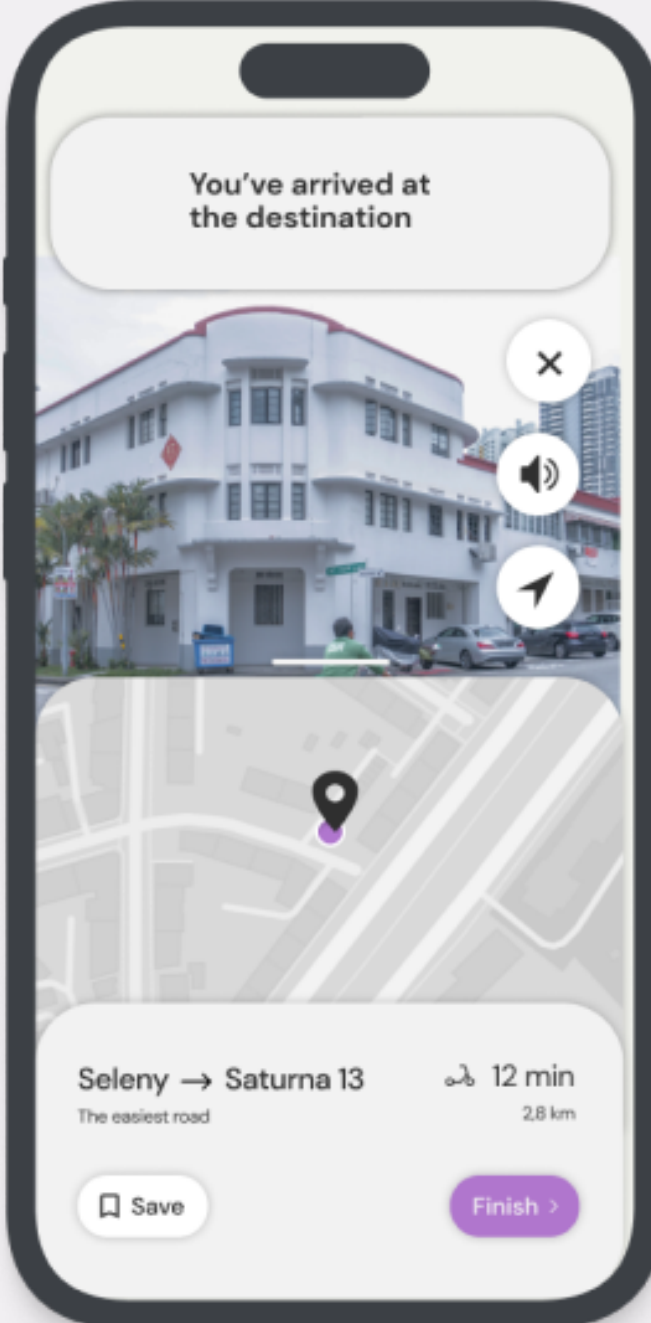 You’ve arrived at
the destination
Seleny → Saturna 13
12 min
The easiest road
2,8 km
Save
Finish >